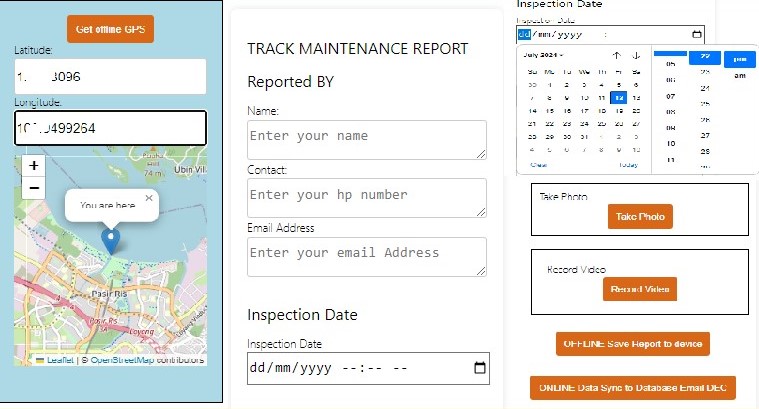 Get offline GPS
Latitude:
Longitude:
+
−
74 m
Ubin Vil
You are here
×
Pasir Ris
Pasir Ris
Loyang
Leaflet | © OpenStreetMap contributors
TRACK MAINTENANCE REPORT
Reported BY
Name:
Enter your name
Contact:
Enter your hp number
Email Address
Enter your email Address
Inspection Date
Inspection Date
dd/mm/yyyy --:-- --
Inspection Date
Inspection Date
dd/mm/yyyy :
July 2024
Su Mo Tu We Th Fr Sa
30 1 2 3 4 5 6
7 8 9 10 11 12 13
14 15 16 17 18 19 20
21 22 23 24 25 26 27
28 29 30 31 1 2 3
4 5 6 7 8 9 10
Clear Today
22 pm
05 23 am
06 24
07 25
08 26
09 27
10 28
11
Take Photo
Take Photo
Record Video
Record Video
OFFLINE Save Report to device
ONLINE Data Sync to Database Email DEC